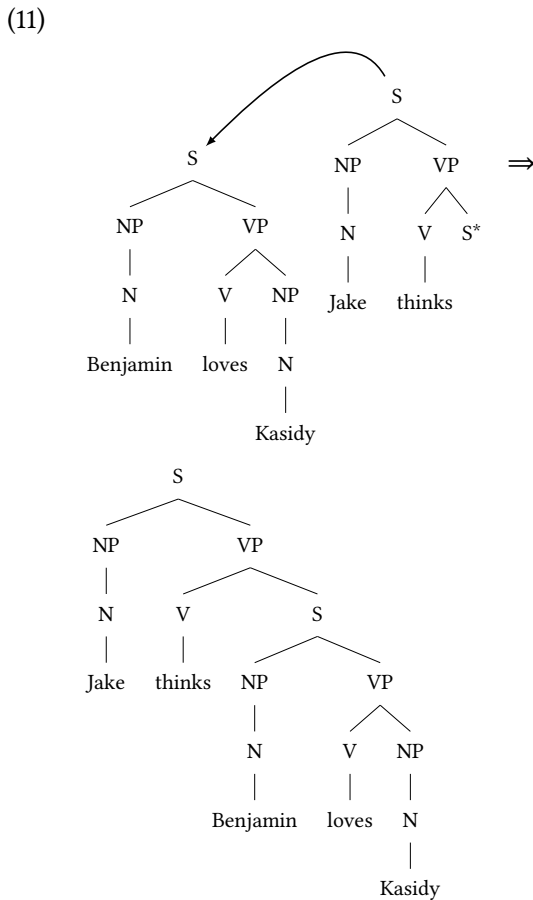 (11)
S
S
NP VP ⇒
NP VP
N V S*
N V NP
Jake thinks
Benjamin loves N
Kasidy
S
NP VP
N V S
Jake thinks NP VP
N V NP
Benjamin loves N
Kasidy